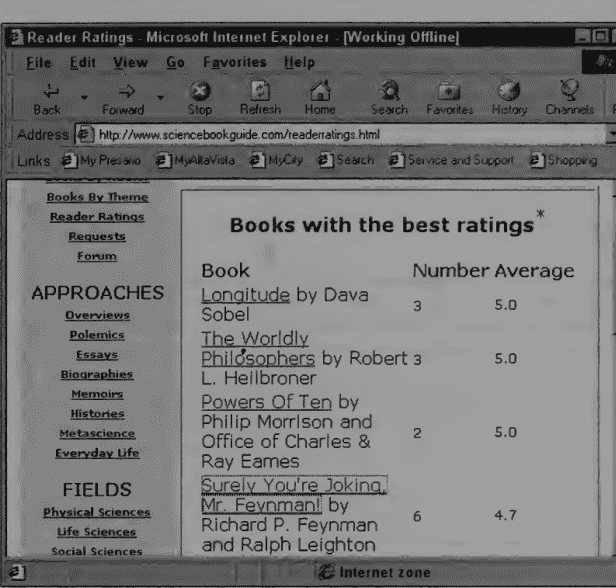 Reader Ratings - Microsoft Internet Explorer - [Working Offline]
File Edit View Go Favorites Help
Back Forward Stop Refresh Home Search Favorites History Channels
Address http://www.sciencebookguide.com/readerratings.html
Links My Presario MyAltaVista MyCity Search Service and Support Shopping
Books By Theme
Reader Ratings
Requests
Forum
APPROACHES
Overviews
Polemics
Essays
Biographies
Memoirs
Histories
Metascience
Everyday Life
FIELDS
Physical Sciences
Life Sciences
Social Sciences
Books with the best ratings*
Book Number Average
Longitude by Dava
Sobel 3 5.0
The Worldly
Philosophers by Robert 3 5.0
L. Heilbroner
Powers Of Ten by
Philip Morrison and
Office of Charles & 2 5.0
Ray Eames
Surely You're Joking,
Mr. Feynman! by
Richard P. Feynman 6 4.7
and Ralph Leighton
Internet zone